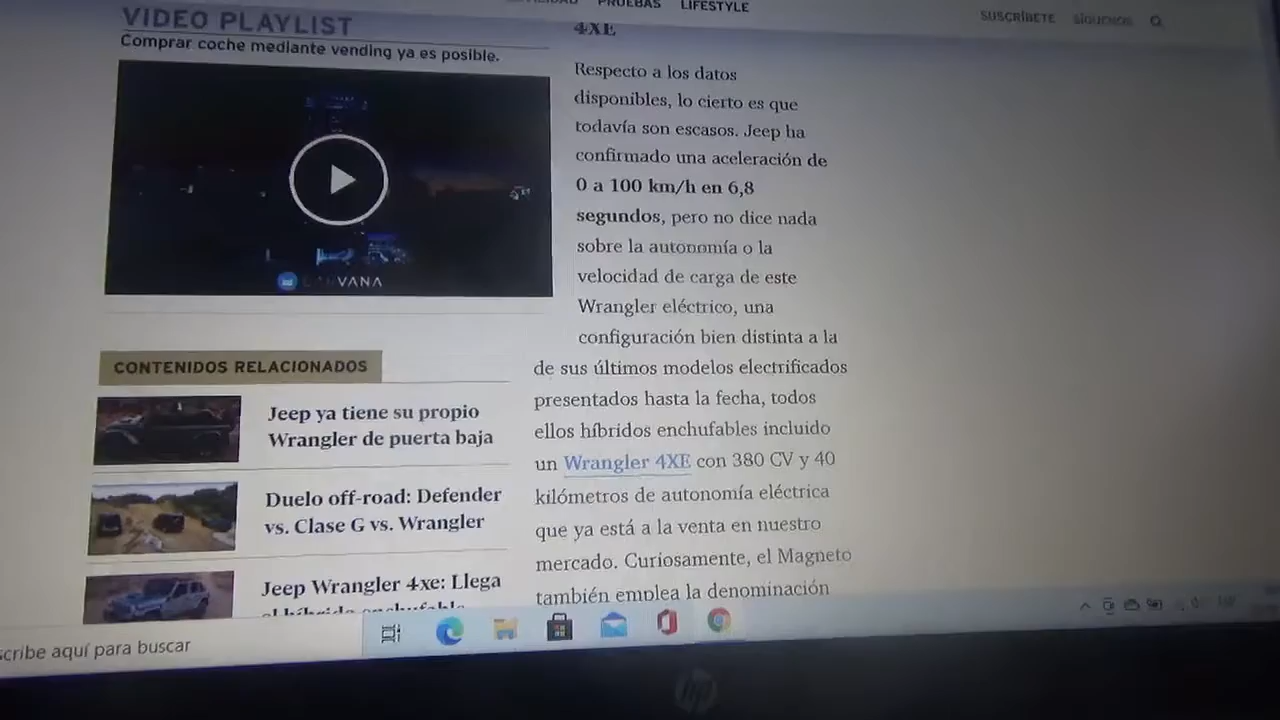 PRUEBAS
LIFESTYLE
SUSCRÍBETE
SÍGUENOS
VIDEO PLAYLIST
Comprar coche mediante vending ya es posible.
VANA
CONTENIDOS RELACIONADOS
Jeep ya tiene su propio
Wrangler de puerta baja
Duelo off-road: Defender
vs. Clase G vs. Wrangler
Jeep Wrangler 4xe: Llega
el híbrido enchufable
4XE
Respecto a los datos
disponibles, lo cierto es que
todavía son escasos. Jeep ha
confirmado una aceleración de
0 a 100 km/h en 6,8
segundos, pero no dice nada
sobre la autonomía o la
velocidad de carga de este
Wrangler eléctrico, una
configuración bien distinta a la
de sus últimos modelos electrificados
presentados hasta la fecha, todos
ellos híbridos enchufables incluido
un Wrangler 4XE con 380 CV y 40
kilómetros de autonomía eléctrica
que ya está a la venta en nuestro
mercado. Curiosamente, el Magneto
también emplea la denominación
scribe aquí para buscar
hp